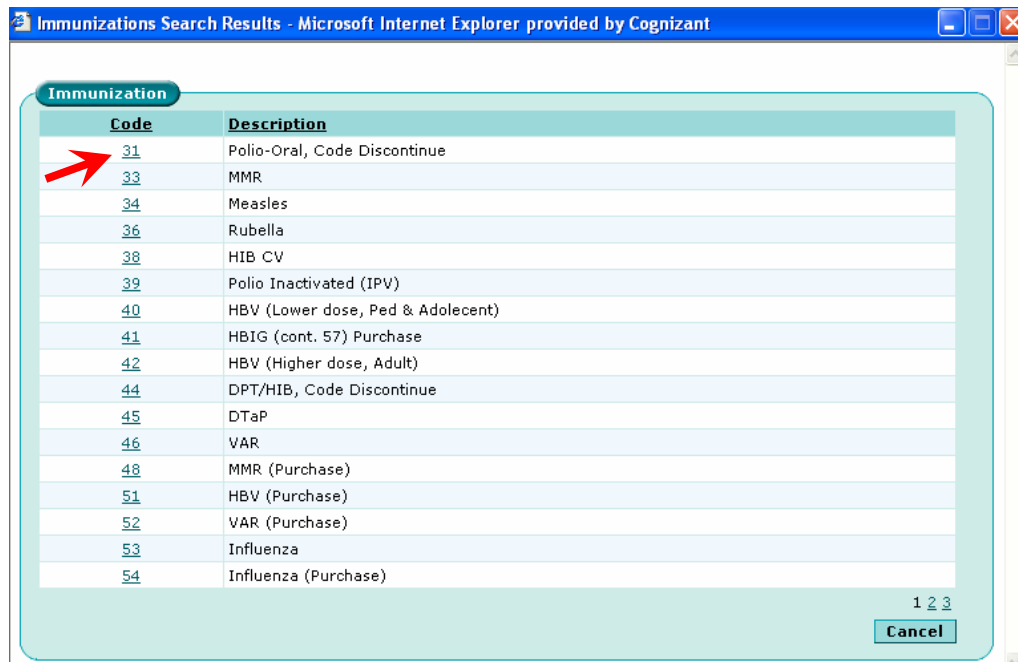 Immunizations Search Results - Microsoft Internet Explorer provided by Cognizant
Immunization
Code Description
31 Polio-Oral, Code Discontinue
33 MMR
34 Measles
36 Rubella
38 HIB CV
39 Polio Inactivated (IPV)
40 HBV (Lower dose, Ped & Adolecent)
41 HBIG (cont. 57) Purchase
42 HBV (Higher dose, Adult)
44 DPT/HIB, Code Discontinue
45 DTaP
46 VAR
48 MMR (Purchase)
51 HBV (Purchase)
52 VAR (Purchase)
53 Influenza
54 Influenza (Purchase)
1 2 3
Cancel